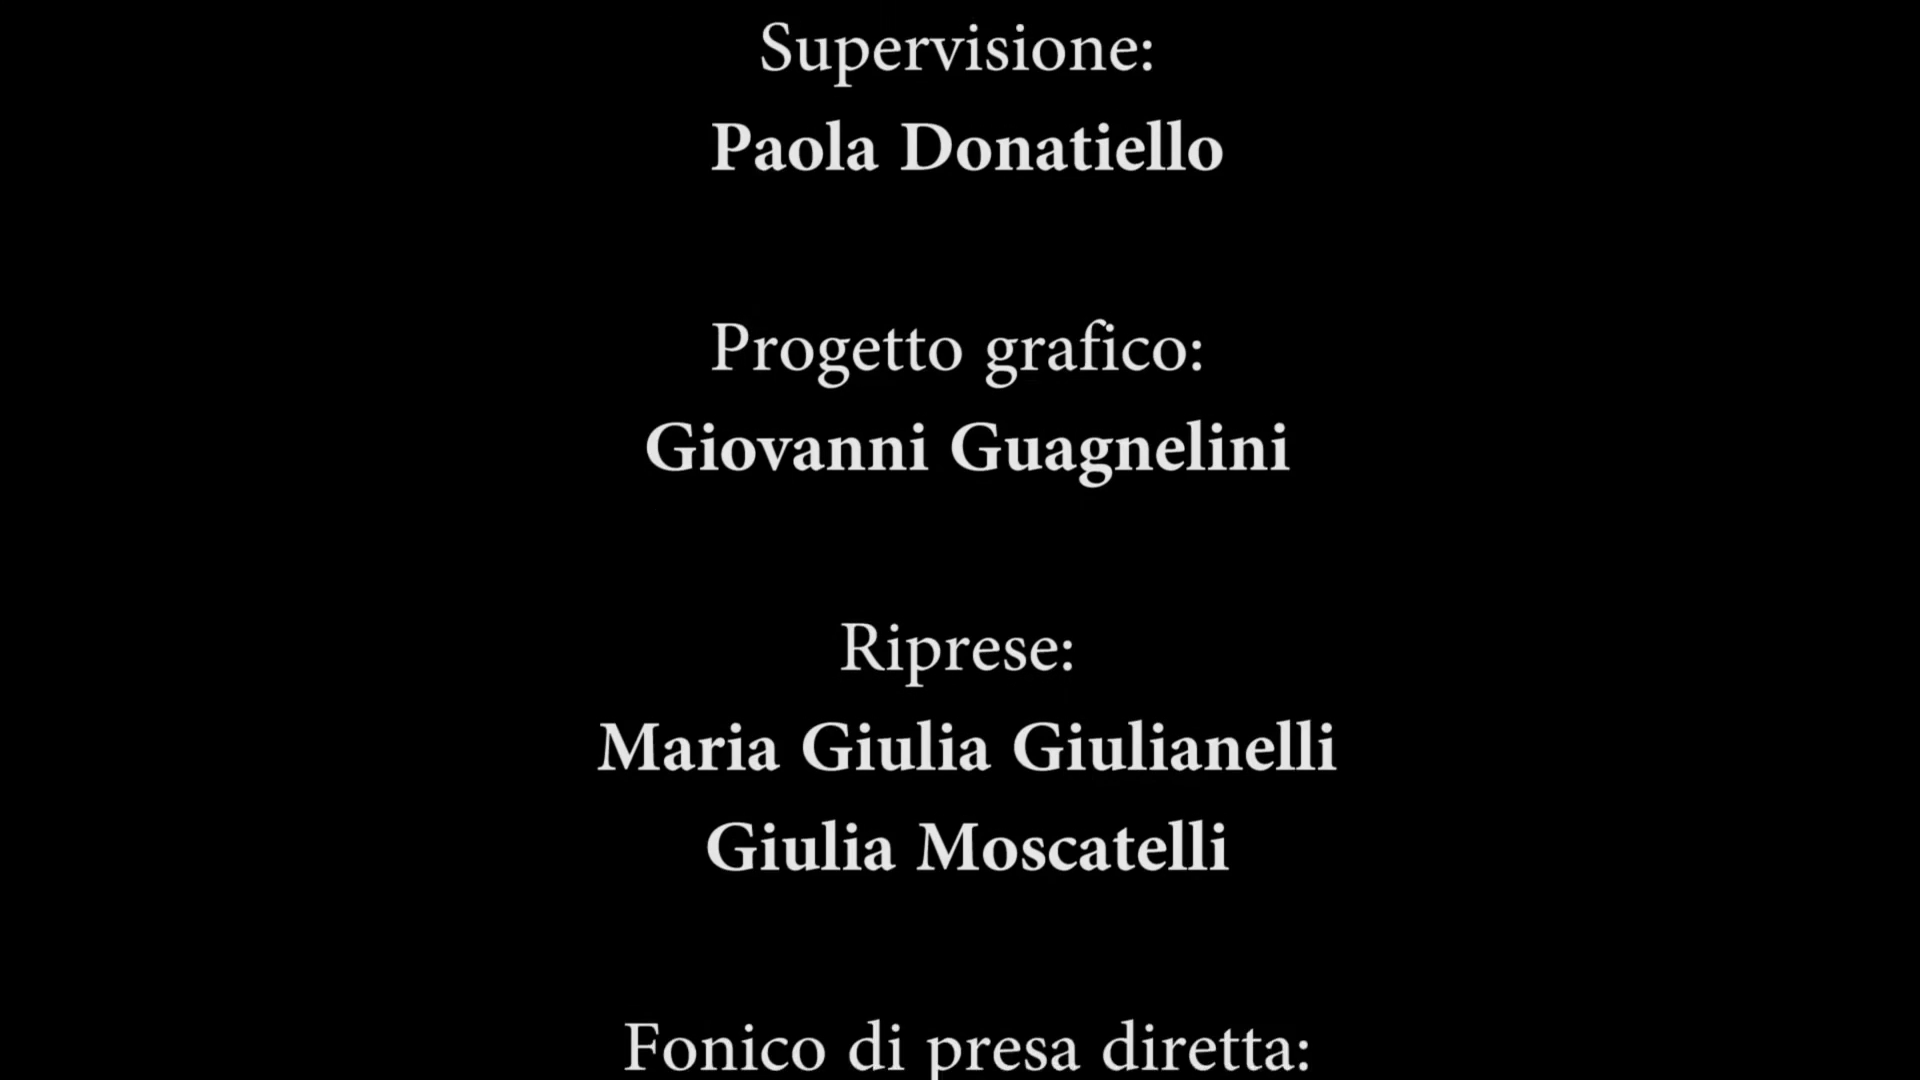 Supervisione:
Paola Donatiello
Progetto grafico:
Giovanni Guagnelini
Riprese:
Maria Giulia Giulianelli
Giulia Moscatelli
Fonico di presa diretta: